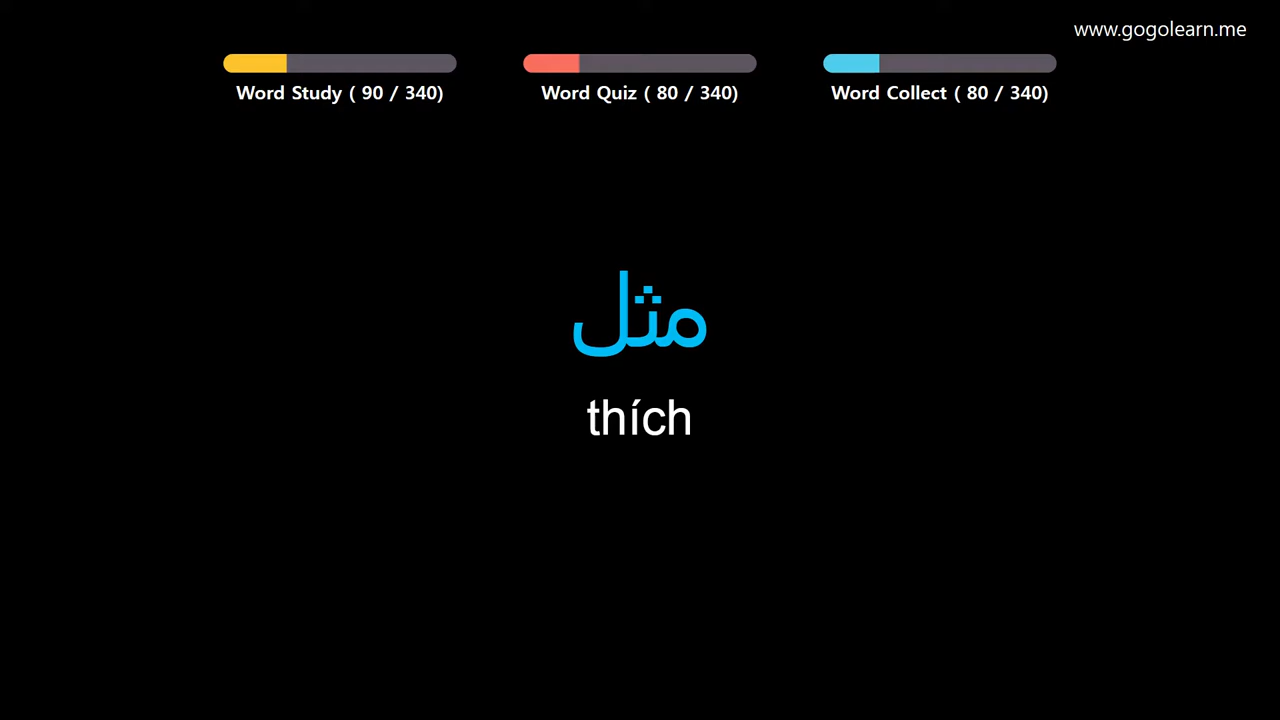 www.gogolearn.me
Word Study ( 90 / 340)
Word Quiz ( 80 / 340)
Word Collect ( 80 / 340)
مثل
thích